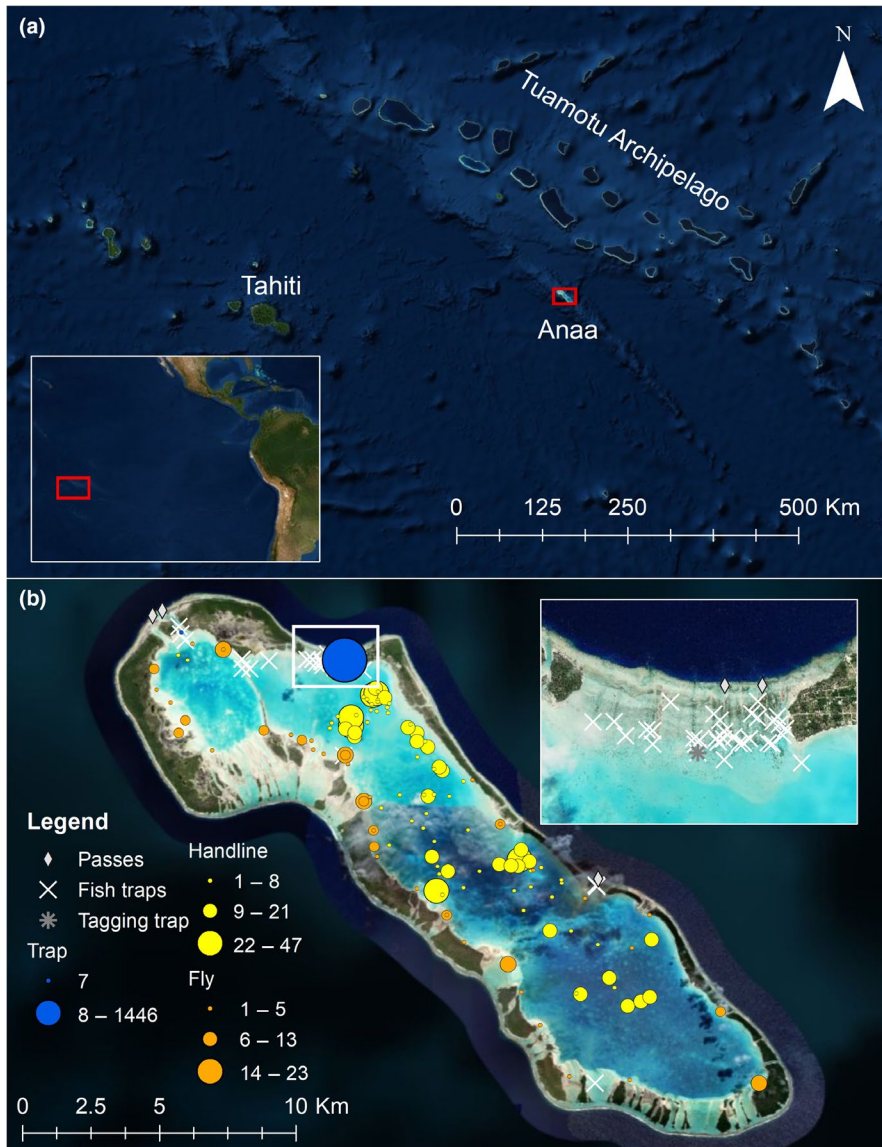 (a)
N
Tuamotu Archipelago
Tahiti
Anaa
0 125 250 500 Km
(b)
Legend
Passes
Fish traps
Tagging trap
Trap
7
8 – 1446
Handline
1 – 8
9 – 21
22 – 47
Fly
1 – 5
6 – 13
14 – 23
0 2.5 5 10 Km